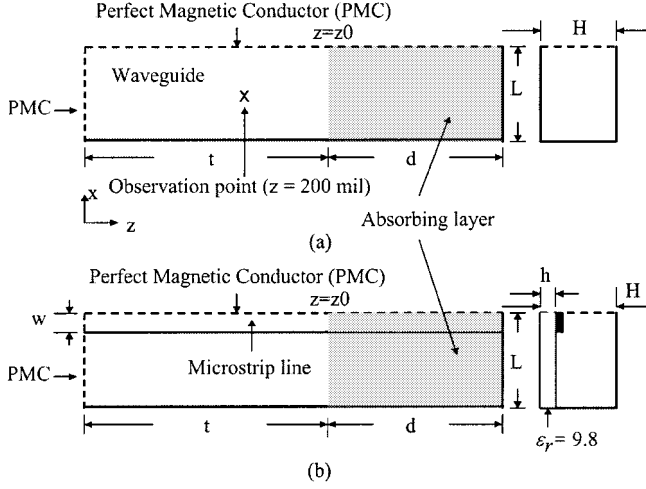 Perfect Magnetic Conductor (PMC)
z=z0
H
Waveguide
L
PMC
X
t
d
Observation point (z = 200 mil)
x
z
Absorbing layer
(a)
Perfect Magnetic Conductor (PMC)
z=z0
h
H
w
Microstrip line
L
PMC
t
d
εr = 9.8
(b)